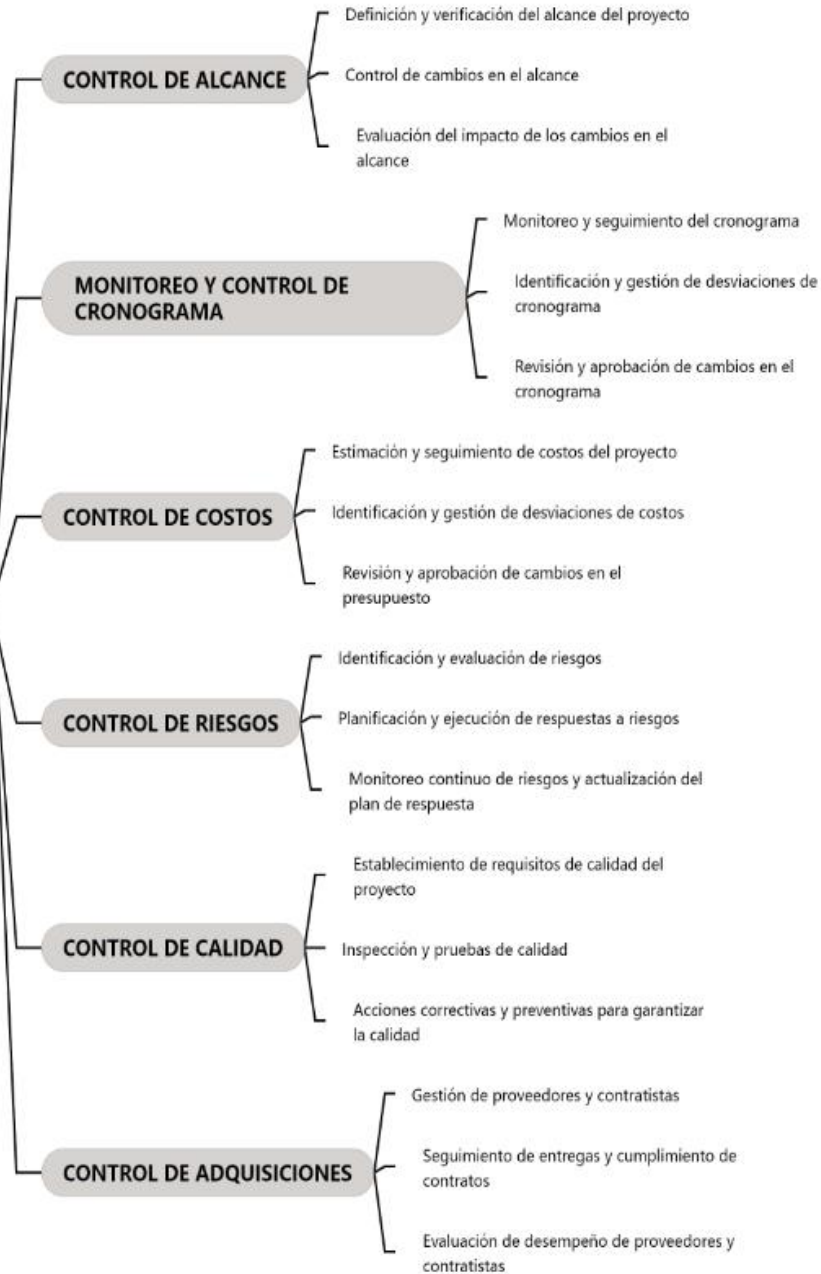 CONTROL DE ALCANCE
Definición y verificación del alcance del proyecto
Control de cambios en el alcance
Evaluación del impacto de los cambios en el
alcance
MONITOREO Y CONTROL DE
CRONOGRAMA
Monitoreo y seguimiento del cronograma
Identificación y gestión de desviaciones de
cronograma
Revisión y aprobación de cambios en el
cronograma
CONTROL DE COSTOS
Estimación y seguimiento de costos del proyecto
Identificación y gestión de desviaciones de costos
Revisión y aprobación de cambios en el
presupuesto
CONTROL DE RIESGOS
Identificación y evaluación de riesgos
Planificación y ejecución de respuestas a riesgos
Monitoreo continuo de riesgos y actualización del
plan de respuesta
CONTROL DE CALIDAD
Establecimiento de requisitos de calidad del
proyecto
Inspección y pruebas de calidad
Acciones correctivas y preventivas para garantizar
la calidad
CONTROL DE ADQUISICIONES
Gestión de proveedores y contratistas
Seguimiento de entregas y cumplimiento de
contratos
Evaluación de desempeño de proveedores y
contratistas